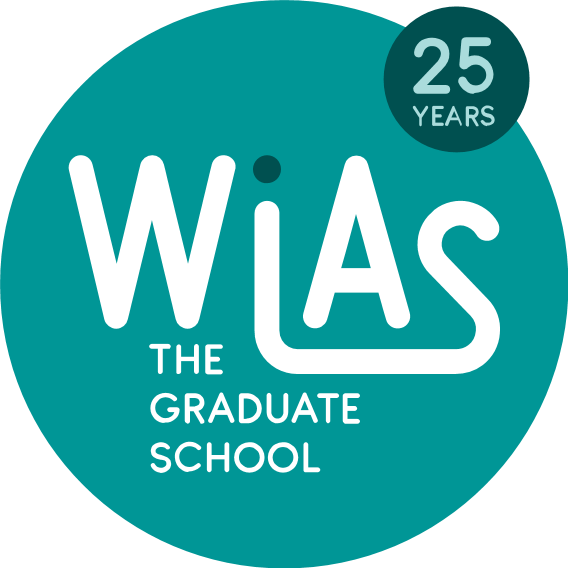 25
YEARS
WiAS
THE
GRADUATE
SCHOOL